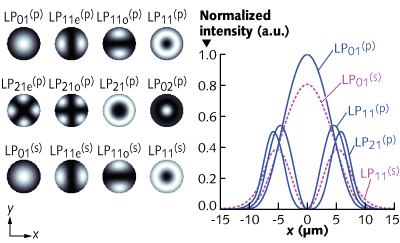 LP01(p) LP11e(p) LP11o(p) LP11(p)
LP21e(p) LP21o(p) LP21(p) LP02(p)
LP01(s) LP11e(s) LP11o(s) LP11(s)
y
x
Normalized
intensity (a.u.)
1.0
0.8
0.6
0.4
0.2
0.0
LP01(p)
LP01(s)
LP11(p)
LP21(p)
LP11(s)
-15 -10 -5 0 5 10 15
x (µm)